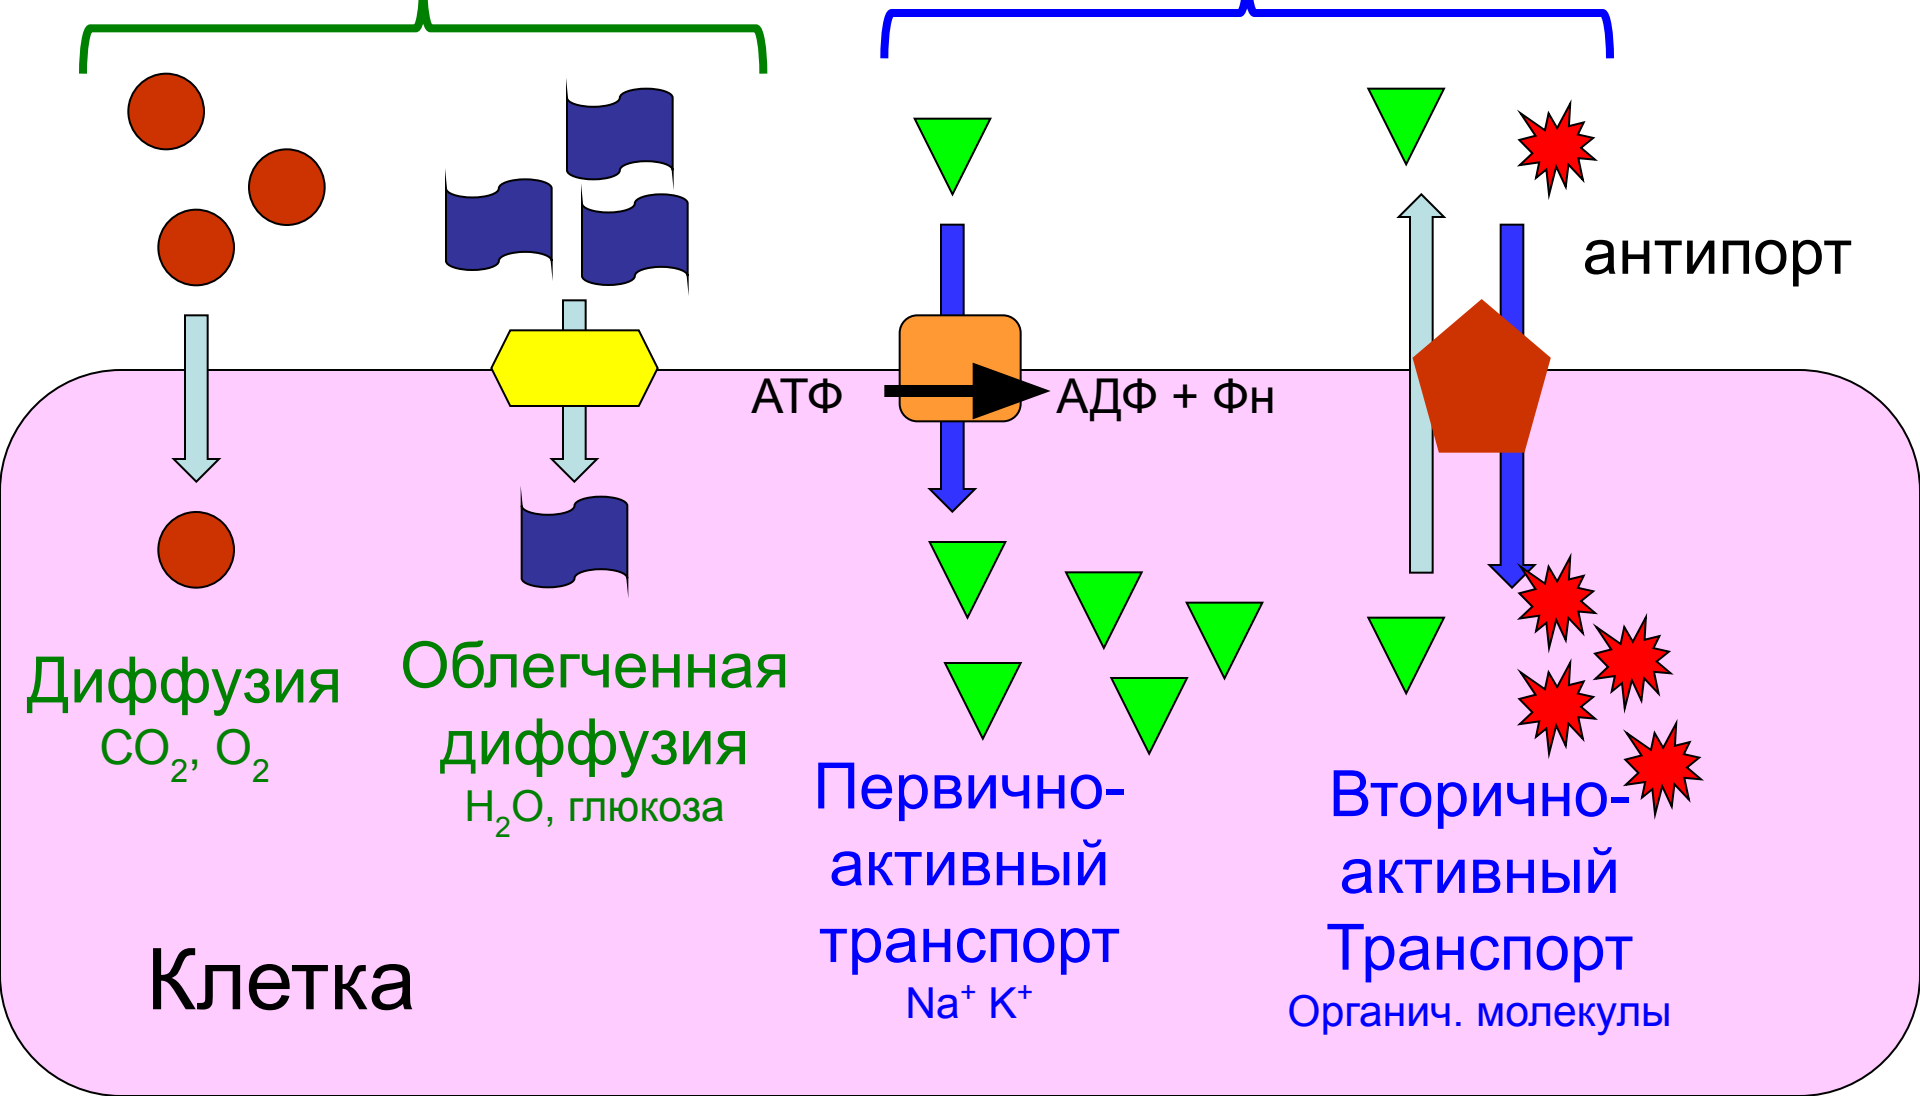 антипорт
АТФ
АДФ + Фн
Диффузия
CO₂, O₂
Облегченная
диффузия
H₂O, глюкоза
Первично-
активный
транспорт
Na⁺ K⁺
Вторично-
активный
Транспорт
Органич. молекулы
Клетка